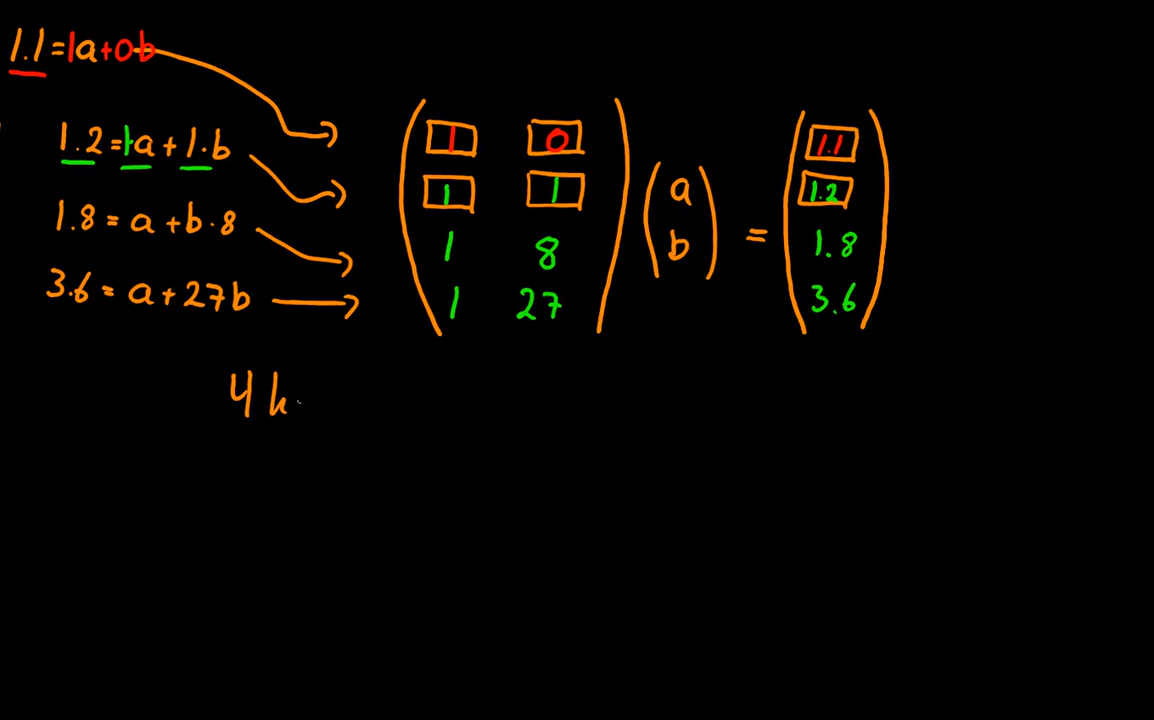 1.1=1a+0b
1.2=1·a+1·b
1.8=a+b·8
3.6=a+27b
1 0
1 1
1 8
1 27
a
b
=
1.1
1.2
1.8
3.6
4 k